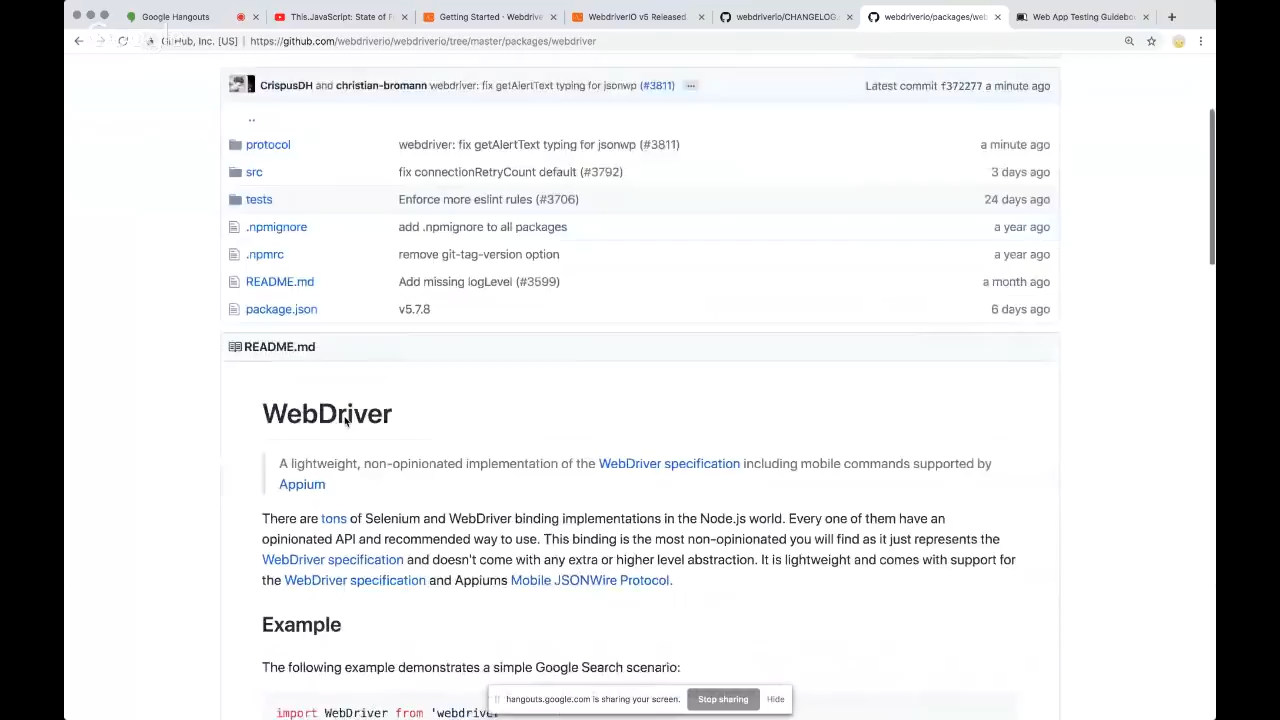 Google Hangouts
This.JavaScript: State of F
Getting Started · Webdrive
WebdriverIO v5 Released
webdriverio/CHANGELOG.
webdriverio/packages/web
Web App Testing Guidebo
GitHub, Inc. [US] | https://github.com/webdriverio/webdriverio/tree/master/packages/webdriver
CrispusDH and christian-bromann webdriver: fix getAlertText typing for jsonwp (#3811) ... Latest commit f372277 a minute ago
..
protocol webdriver: fix getAlertText typing for jsonwp (#3811) a minute ago
src fix connectionRetryCount default (#3792) 3 days ago
tests Enforce more eslint rules (#3706) 24 days ago
.npmignore add .npmignore to all packages a year ago
.npmrc remove git-tag-version option a year ago
README.md Add missing logLevel (#3599) a month ago
package.json v5.7.8 6 days ago
README.md
WebDriver
A lightweight, non-opinionated implementation of the WebDriver specification including mobile commands supported by
Appium
There are tons of Selenium and WebDriver binding implementations in the Node.js world. Every one of them have an
opinionated API and recommended way to use. This binding is the most non-opinionated you will find as it just represents the
WebDriver specification and doesn't come with any extra or higher level abstraction. It is lightweight and comes with support for
the WebDriver specification and Appiums Mobile JSONWire Protocol.
Example
The following example demonstrates a simple Google Search scenario:
hangouts.google.com is sharing your screen. Stop sharing Hide
import WebDriver from 'webdriver